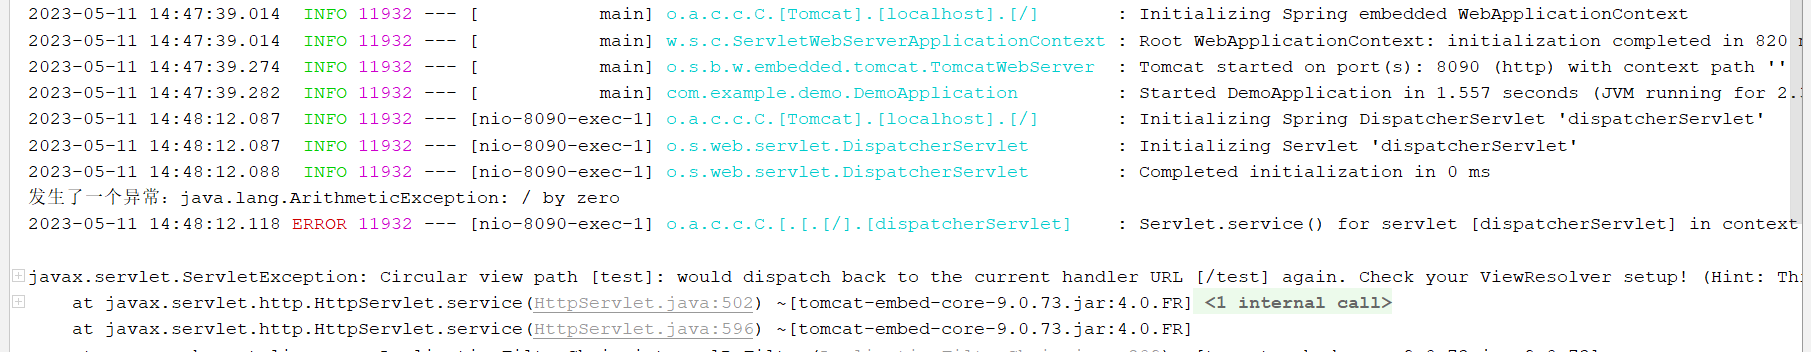 2023-05-11 14:47:39.014  INFO 11932 --- [           main] o.a.c.c.C.[Tomcat].[localhost].[/]       : Initializing Spring embedded WebApplicationContext
2023-05-11 14:47:39.014  INFO 11932 --- [           main] w.s.c.ServletWebServerApplicationContext : Root WebApplicationContext: initialization completed in 820
2023-05-11 14:47:39.274  INFO 11932 --- [           main] o.s.b.w.embedded.tomcat.TomcatWebServer  : Tomcat started on port(s): 8090 (http) with context path ''
2023-05-11 14:47:39.282  INFO 11932 --- [           main] com.example.demo.DemoApplication         : Started DemoApplication in 1.557 seconds (JVM running for 2.
2023-05-11 14:48:12.087  INFO 11932 --- [nio-8090-exec-1] o.a.c.c.C.[Tomcat].[localhost].[/]       : Initializing Spring DispatcherServlet 'dispatcherServlet'
2023-05-11 14:48:12.087  INFO 11932 --- [nio-8090-exec-1] o.s.web.servlet.DispatcherServlet        : Initializing Servlet 'dispatcherServlet'
2023-05-11 14:48:12.088  INFO 11932 --- [nio-8090-exec-1] o.s.web.servlet.DispatcherServlet        : Completed initialization in 0 ms
发生了一个异常：java.lang.ArithmeticException: / by zero
2023-05-11 14:48:12.118 ERROR 11932 --- [nio-8090-exec-1] o.a.c.c.C.[.[.[/].[dispatcherServlet]    : Servlet.service() for servlet [dispatcherServlet] in context
javax.servlet.ServletException: Circular view path [test]: would dispatch back to the current handler URL [/test] again. Check your ViewResolver setup! (Hint: Thi
    at javax.servlet.http.HttpServlet.service(HttpServlet.java:502) ~[tomcat-embed-core-9.0.73.jar:4.0.FR] <1 internal call>
    at javax.servlet.http.HttpServlet.service(HttpServlet.java:596) ~[tomcat-embed-core-9.0.73.jar:4.0.FR]